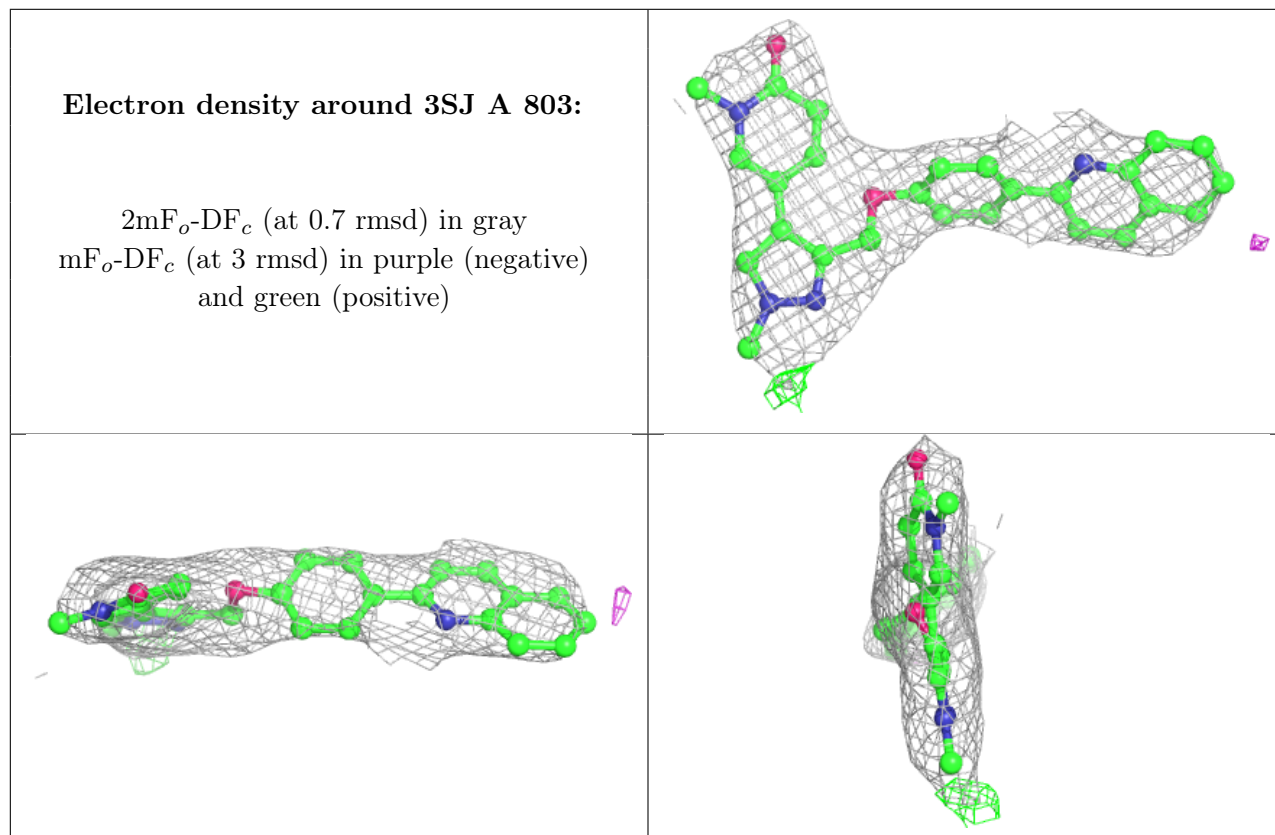 Electron density around 3SJ A 803:
2mFo-DFc (at 0.7 rmsd) in gray
mFo-DFc (at 3 rmsd) in purple (negative)
and green (positive)